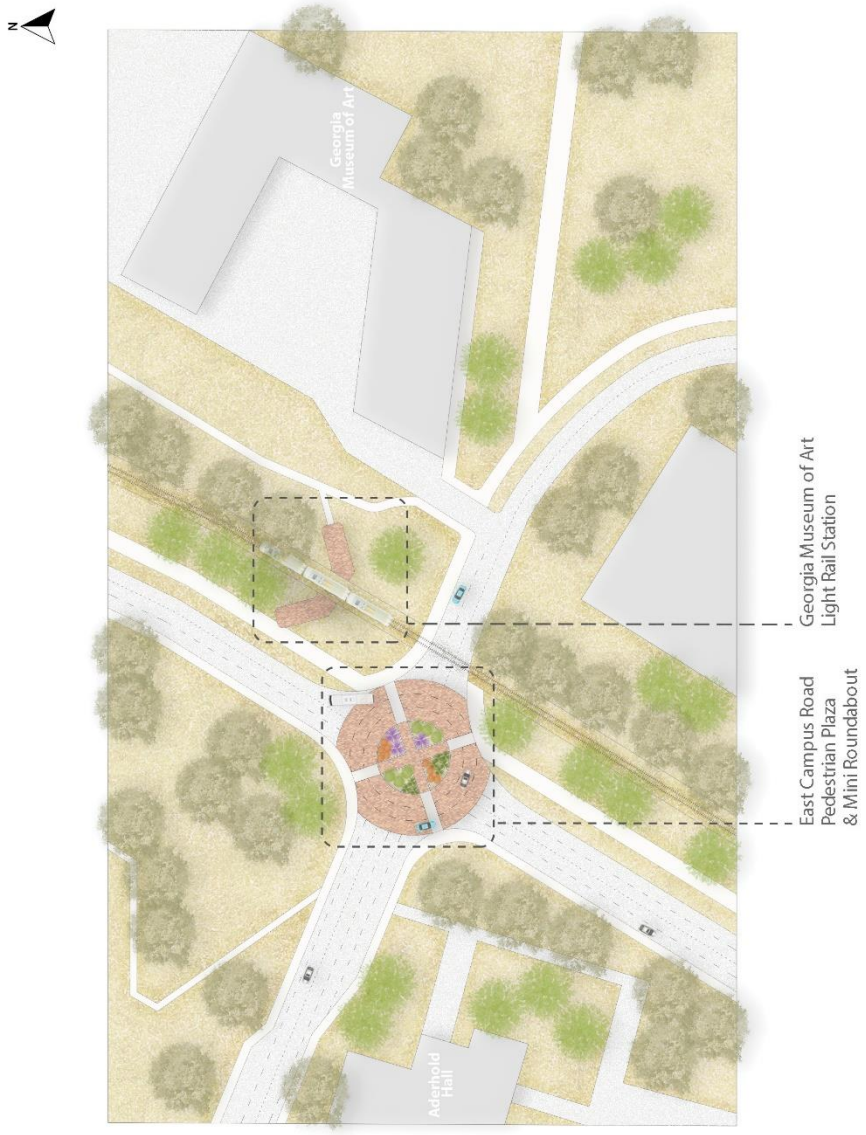 N
Georgia
Museum of Art
Aderhold
Hall
Georgia Museum of Art
Light Rail Station
East Campus Road
Pedestrian Plaza
& Mini Roundabout